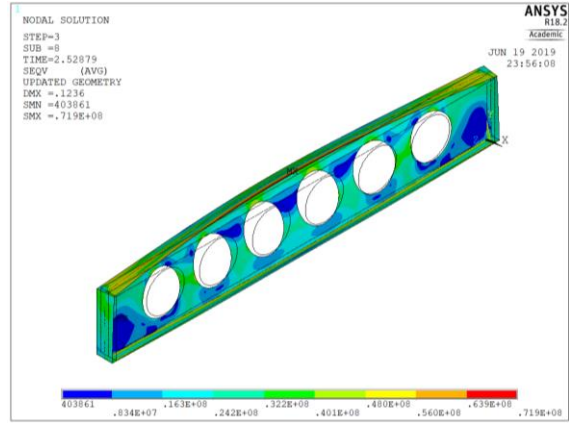 1
NODAL SOLUTION
STEP=3
SUB =8
TIME=2.52879
SEQV (AVG)
UPDATED GEOMETRY
DMX =.1236
SMN =403861
SMX =.719E+08
ANSYS
R18.2
Academic
JUN 19 2019
23:56:08
MX
X
403861 .163E+08 .322E+08 .480E+08 .639E+08
.834E+07 .242E+08 .401E+08 .560E+08 .719E+08